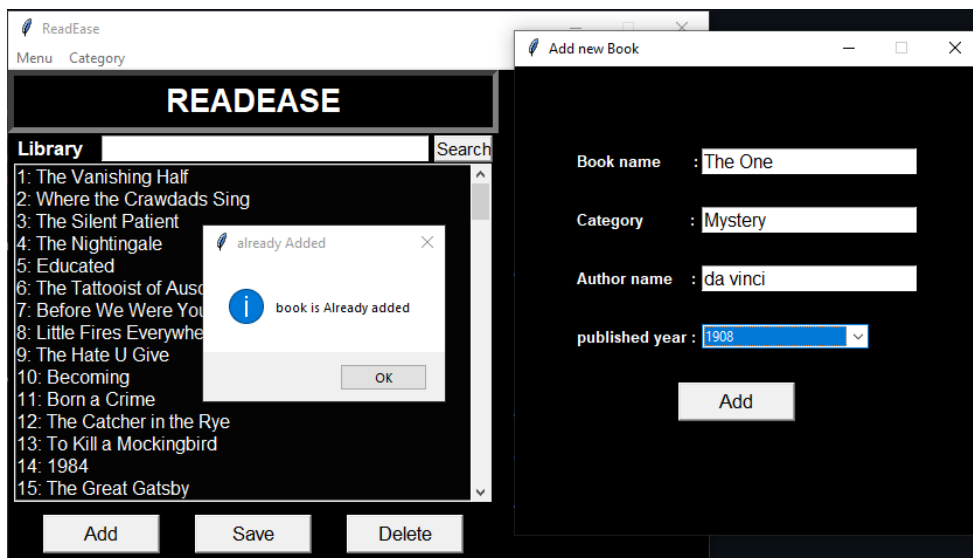 ReadEase
Menu Category
READEASE
Library Search
1: The Vanishing Half
2: Where the Crawdads Sing
3: The Silent Patient
4: The Nightingale
5: Educated
6: The Tattooist of Ausc
7: Before We Were You
8: Little Fires Everywhe
9: The Hate U Give
10: Becoming
11: Born a Crime
12: The Catcher in the Rye
13: To Kill a Mockingbird
14: 1984
15: The Great Gatsby
Add Save Delete
already Added
book is Already added
OK
Add new Book
Book name : The One
Category : Mystery
Author name : da vinci
published year : 1908
Add